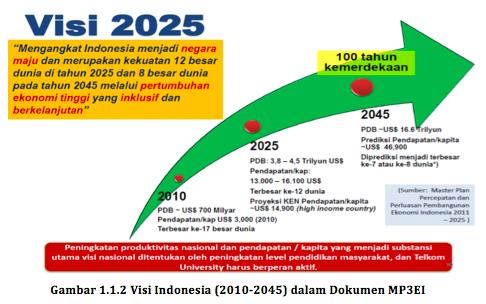 Visi 2025
“Mengangkat Indonesia menjadi negara
maju dan merupakan kekuatan 12 besar
dunia di tahun 2025 dan 8 besar dunia
pada tahun 2045 melalui pertumbuhan
ekonomi tinggi yang inklusif dan
berkelanjutan”
100 tahun
kemerdekaan
2045
PDB ~US$ 16.6 Trilyun
Prediksi Pendapatan/kapita
~US$ 46,900
Diprediksi menjadi terbesar
ke-7 atau ke-8 dunia*)
2025
PDB: 3,8 – 4,5 Trilyun US$
Pendapatan/kap:
13.000 – 16.100 US$
Terbesar ke-12 dunia
Proyeksi KEN Pendapatan/kapita
~US$ 14,900 (high income country)
2010
PDB ~ US$ 700 Milyar
Pendapatan/kap US$ 3,000 (2010)
Terbesar ke-17 besar dunia
(Sumber: Master Plan
Percepatan dan
Perluasan Pembangunan
Ekonomi Indonesia 2011
– 2025 )
Peningkatan produktivitas nasional dan pendapatan / kapita yang menjadi substansi
utama visi nasional ditentukan oleh peningkatan level pendidikan masyarakat, dan Telkom
University harus berperan aktif.
Gambar 1.1.2 Visi Indonesia (2010-2045) dalam Dokumen MP3EI